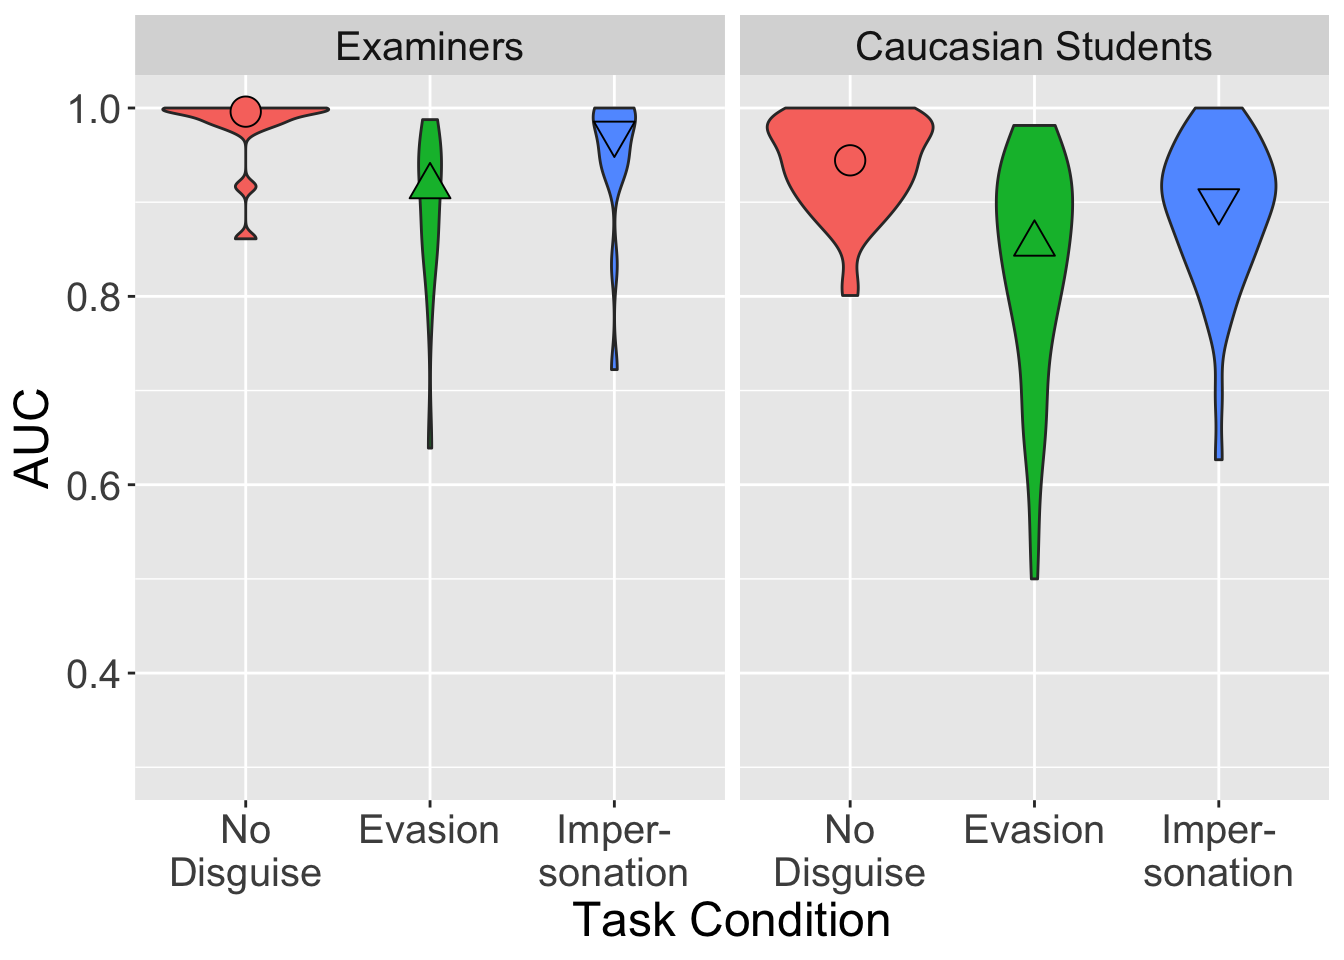 Examiners
Caucasian Students
AUC
1.0
0.8
0.6
0.4
No
Disguise
Evasion
Imper-
sonation
No
Disguise
Evasion
Imper-
sonation
Task Condition